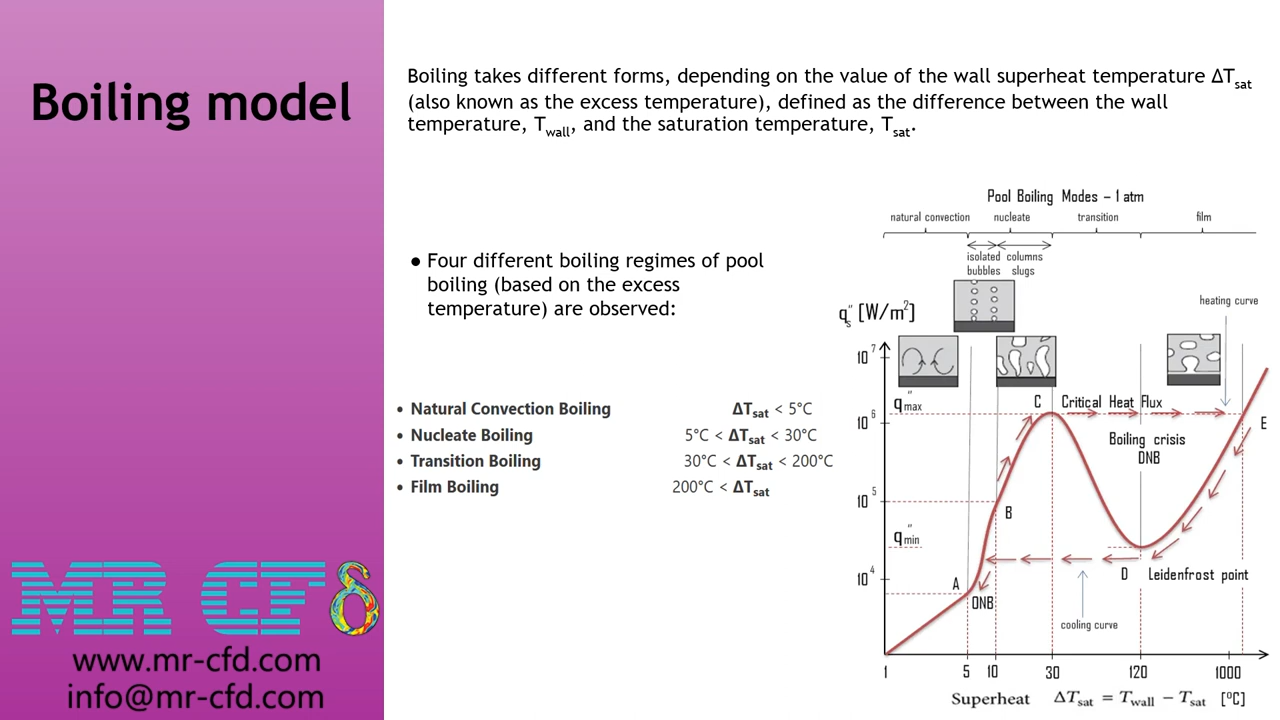 Boiling model
Boiling takes different forms, depending on the value of the wall superheat temperature ΔTsat
(also known as the excess temperature), defined as the difference between the wall
temperature, Twall, and the saturation temperature, Tsat.
● Four different boiling regimes of pool
boiling (based on the excess
temperature) are observed:
• Natural Convection Boiling ΔTsat < 5°C
• Nucleate Boiling 5°C < ΔTsat < 30°C
• Transition Boiling 30°C < ΔTsat < 200°C
• Film Boiling 200°C < ΔTsat
Pool Boiling Modes – 1 atm
natural convection nucleate transition film
isolated columns
bubbles slugs
heating curve
q''s [W/m²]
10⁷
q''max
C Critical Heat Flux
10⁶
E
Boiling crisis
DNB
10⁵
B
q''min
10⁴
A
D Leidenfrost point
DNB
cooling curve
1 5 10 30 120 1000
Superheat ΔTsat = Twall − Tsat [ºC]
MR CFδ
www.mr-cfd.com
info@mr-cfd.com